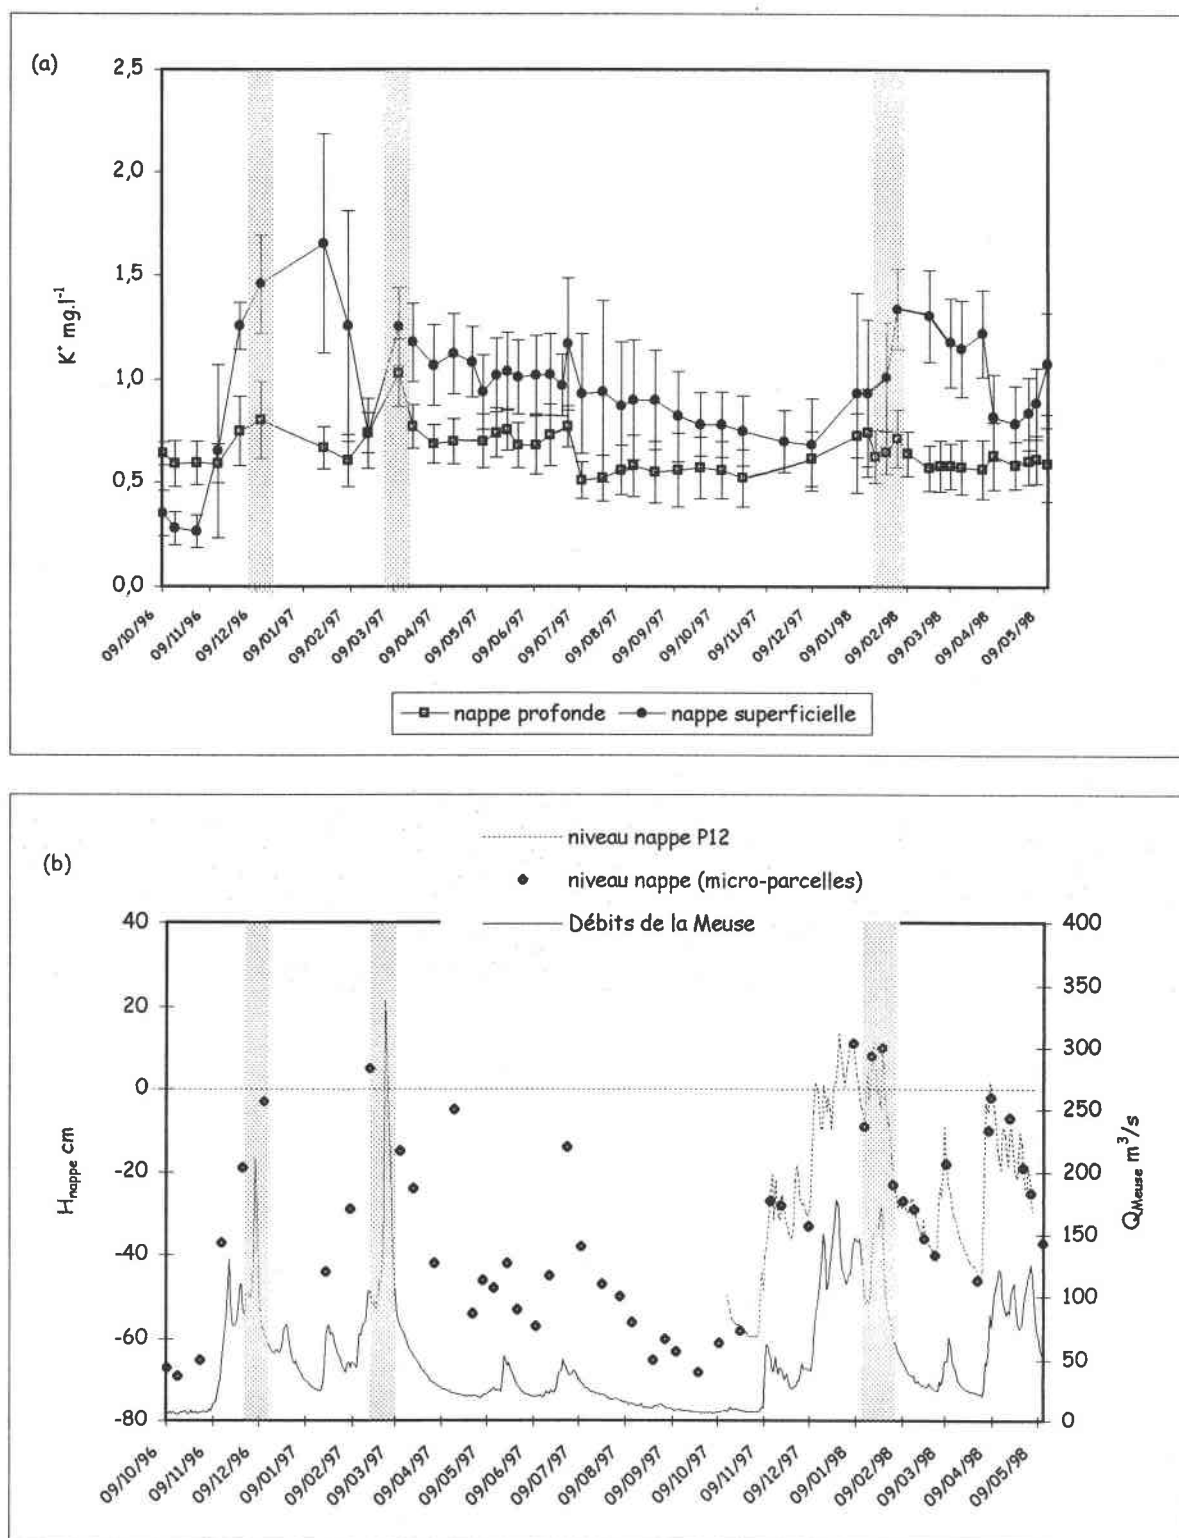 (a)
2,5
2,0
1,5
1,0
0,5
0,0
K⁺ mg.l⁻¹
09/10/96 09/11/96 09/12/96 09/01/97 09/02/97 09/03/97 09/04/97 09/05/97 09/06/97 09/07/97 09/08/97 09/09/97 09/10/97 09/11/97 09/12/97 09/01/98 09/02/98 09/03/98 09/04/98 09/05/98
nappe profonde nappe superficielle
niveau nappe P12
(b)
niveau nappe (micro-parcelles)
Débits de la Meuse
40
20
0
-20
-40
-60
-80
H_nappe cm
400
350
300
250
200
150
100
50
0
Q_Meuse m³/s
09/10/96 09/11/96 09/12/96 09/01/97 09/02/97 09/03/97 09/04/97 09/05/97 09/06/97 09/07/97 09/08/97 09/09/97 09/10/97 09/11/97 09/12/97 09/01/98 09/02/98 09/03/98 09/04/98 09/05/98